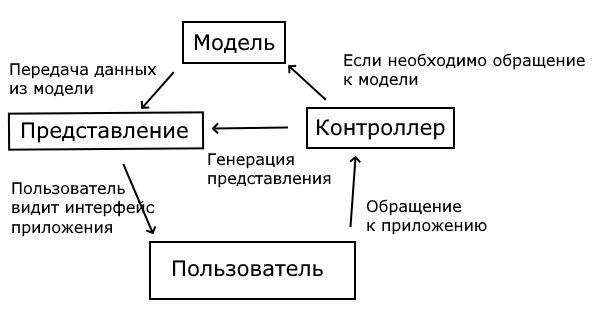 Модель
Если необходимо обращение
к модели
Передача данных
из модели
Представление
Контроллер
Генерация
представления
Пользователь
видит интерфейс
приложения
Обращение
к приложению
Пользователь